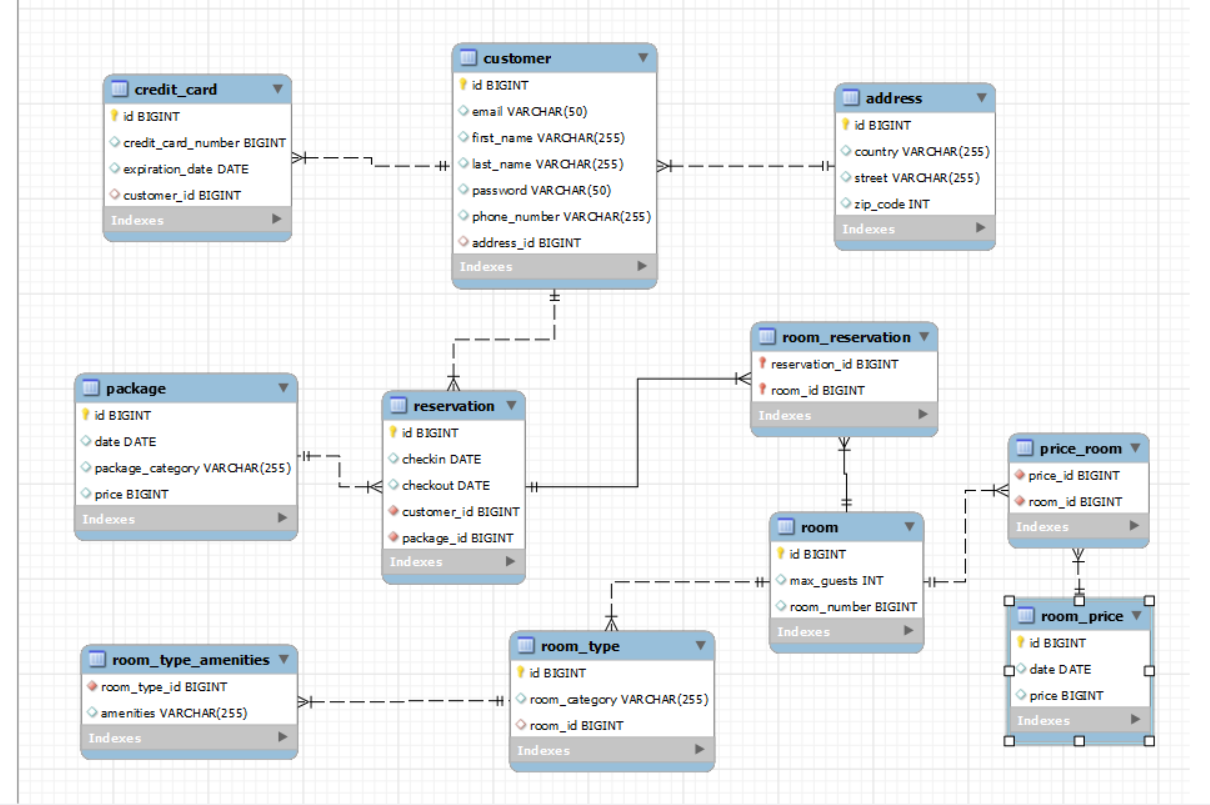 credit_card
id BIGINT
credit_card_number BIGINT
expiration_date DATE
customer_id BIGINT
Indexes
customer
id BIGINT
email VARCHAR(50)
first_name VARCHAR(255)
last_name VARCHAR(255)
password VARCHAR(50)
phone_number VARCHAR(255)
address_id BIGINT
Indexes
address
id BIGINT
country VARCHAR(255)
street VARCHAR(255)
zip_code INT
Indexes
package
id BIGINT
date DATE
package_category VARCHAR(255)
price BIGINT
Indexes
reservation
id BIGINT
checkin DATE
checkout DATE
customer_id BIGINT
package_id BIGINT
Indexes
room_reservation
reservation_id BIGINT
room_id BIGINT
Indexes
price_room
price_id BIGINT
room_id BIGINT
Indexes
room
id BIGINT
max_guests INT
room_number BIGINT
Indexes
room_price
id BIGINT
date DATE
price BIGINT
Indexes
room_type_amenities
room_type_id BIGINT
amenities VARCHAR(255)
Indexes
room_type
id BIGINT
room_category VARCHAR(255)
room_id BIGINT
Indexes